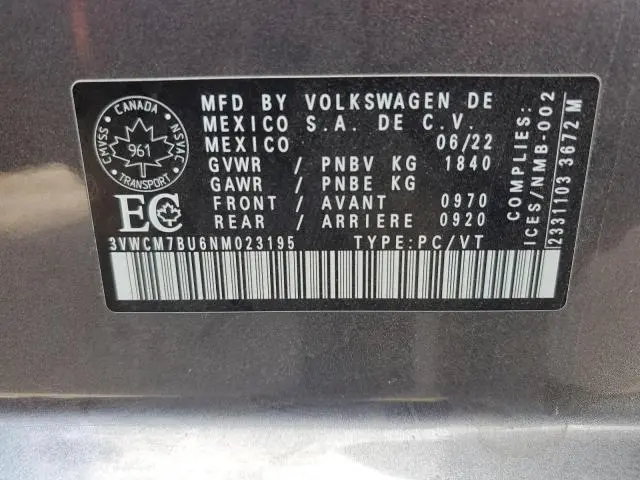 CANADA
CMVSS
961
NSVAC
TRANSPORT
EC
MFD BY VOLKSWAGEN DE
MEXICO S.A. DE C.V.
MEXICO 06/22
GVWR / PNBV KG 1840
GAWR / PNBE KG
FRONT / AVANT 0970
REAR / ARRIERE 0920
3VWCM7BU6NM023195 TYPE:PC/VT
COMPLIES:
ICES/NMB-002
2331103 3672M